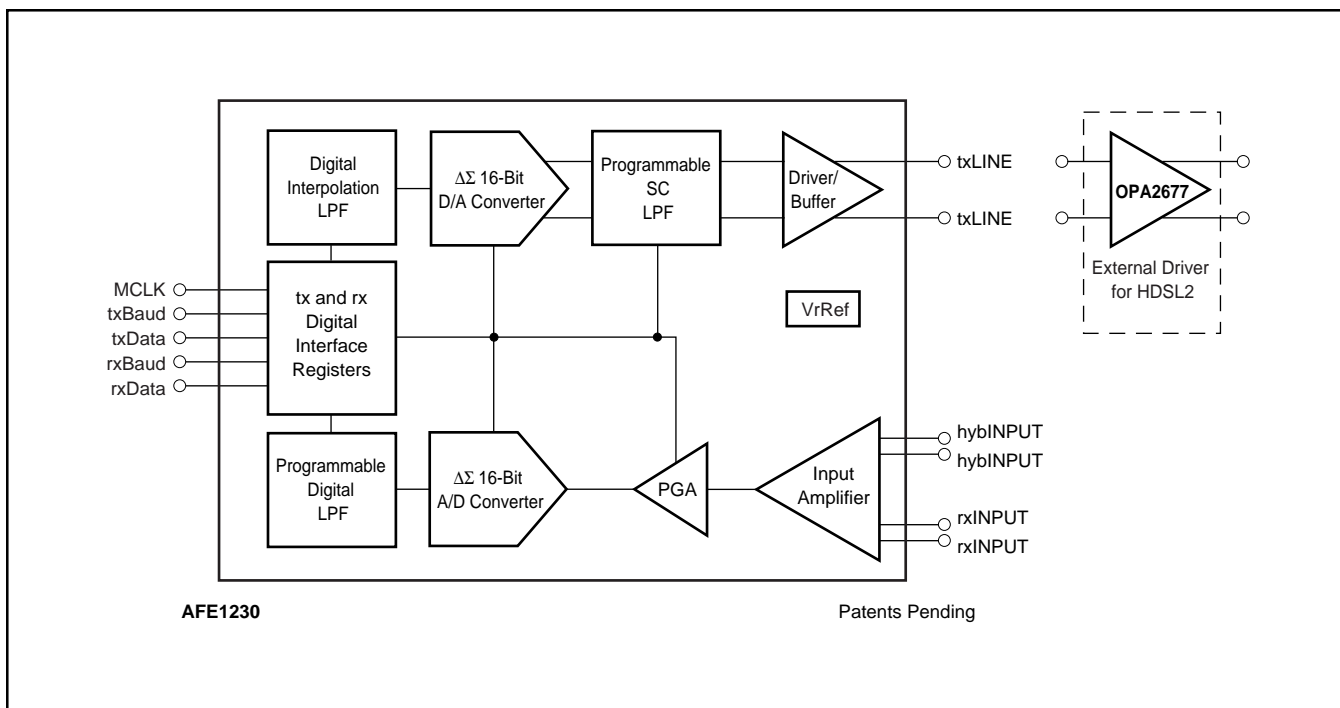 Digital
Interpolation
LPF
ΔΣ 16-Bit
D/A Converter
Programmable
SC
LPF
Driver/
Buffer
txLINE
txLINE
OPA2677
External Driver
for HDSL2
MCLK
txBaud
txData
rxBaud
rxData
tx and rx
Digital
Interface
Registers
VrRef
Programmable
Digital
LPF
ΔΣ 16-Bit
A/D Converter
PGA
Input
Amplifier
hybINPUT
hybINPUT
rxINPUT
rxINPUT
AFE1230
Patents Pending